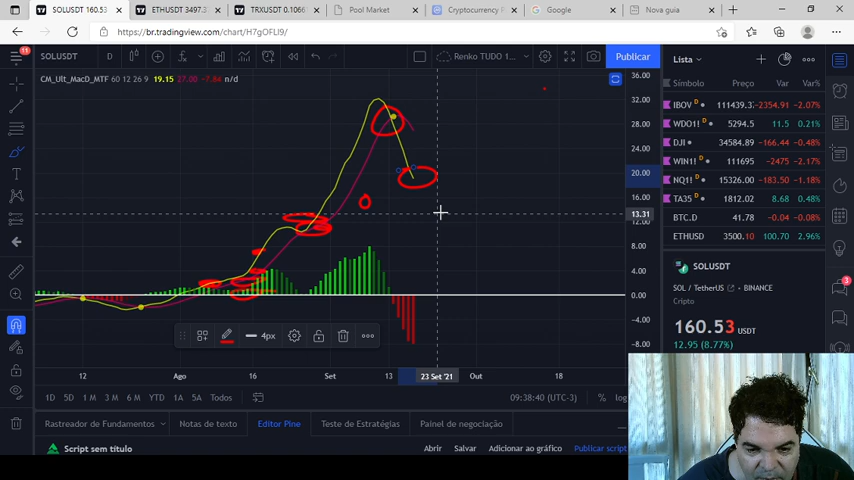 SOLUSDT 160.53
ETHUSDT 3497.3
TRXUSDT 0.1066
Pool Market
Cryptocurrency P
Google
Nova guia
https://br.tradingview.com/chart/H7gOFLI9/
11
SOLUSDT
D
Renko TUDO 1...
Publicar
CM_Ult_MacD_MTF 60 12 26 9 19.15 27.00 -7.84 n/d
36.00
32.00
28.00
24.00
20.00
16.00
13.31
12.00
8.00
4.00
0.00
-4.00
-8.00
4px
12
Ago
16
Set
13
23 Set '21
Out
18
1D 5D 1M 3M 6M YTD 1A 5A Todos
09:38:40 (UTC-3)
%
log
Rastreador de Fundamentos
Notas de texto
Editor Pine
Teste de Estratégias
Painel de negociação
Script sem título
Abrir
Salvar
Adicionar ao gráfico
Publicar script
Lista
Símbolo Preço Var Var%
IBOV D 111439.3 -2354.91 -2.07%
WDO1! D 5294.5 11.5 0.21%
DJI D 34584.89 -166.44 -0.48%
WIN1! D 111695 -2475 -2.17%
NQ1! D 15326.00 -183.50 -1.18%
TA35 D 1812.02 8.68 0.48%
BTC.D 41.78 -0.04 -0.08%
ETHUSD 3500.10 100.70 2.96%
SOLUSD
SOL / TetherUS
BINANCE
Cripto
160.53 USDT
12.95 (8.77%)
3